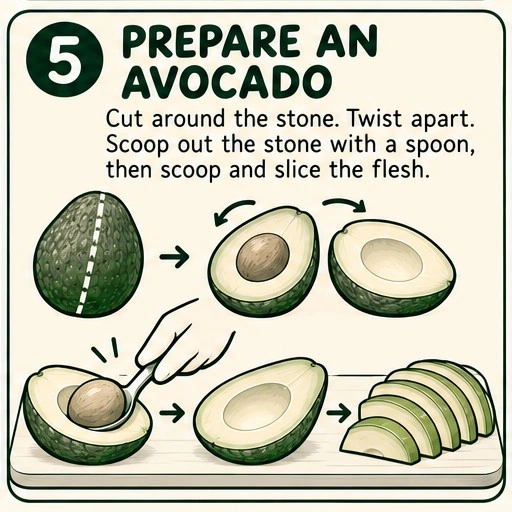 5
PREPARE AN
AVOCADO
Cut around the stone. Twist apart.
Scoop out the stone with a spoon,
then scoop and slice the flesh.